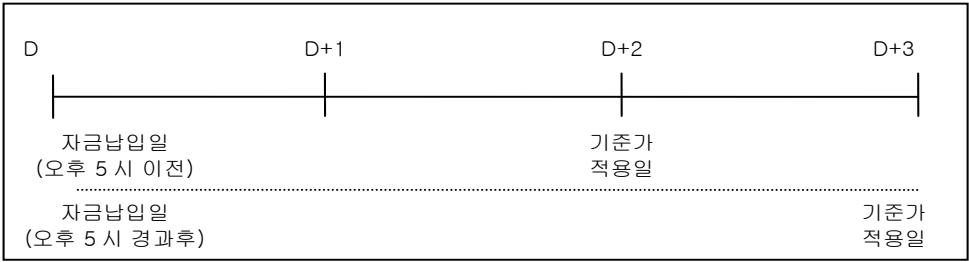 D D+1 D+2 D+3
자금납입일 기준가
(오후 5 시 이전) 적용일
자금납입일 기준가
(오후 5 시 경과후) 적용일